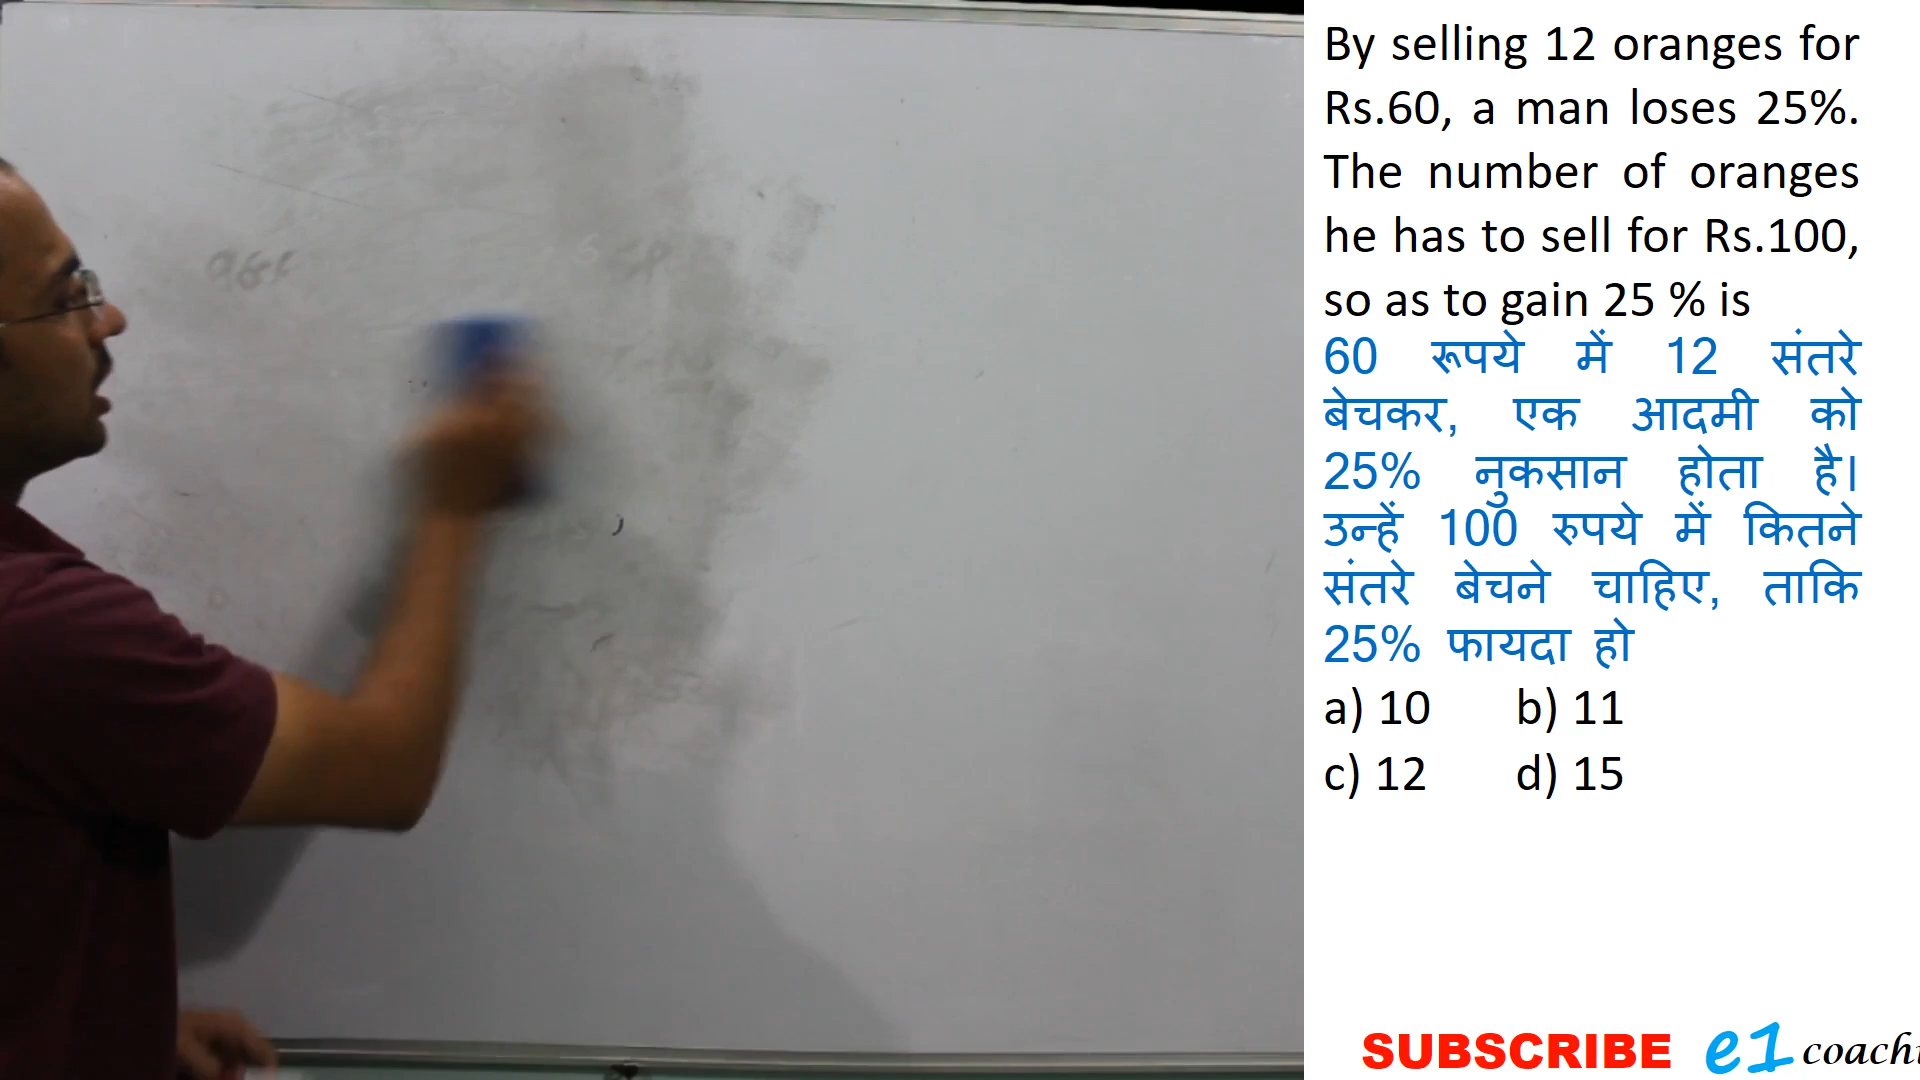 By selling 12 oranges for
Rs.60, a man loses 25%.
The number of oranges
he has to sell for Rs.100,
so as to gain 25 % is
60 रूपये में 12 संतरे
बेचकर, एक आदमी को
25% नुकसान होता है।
उन्हें 100 रुपये में कितने
संतरे बेचने चाहिए, ताकि
25% फायदा हो
a) 10 b) 11
c) 12 d) 15
SUBSCRIBE e1 coachi